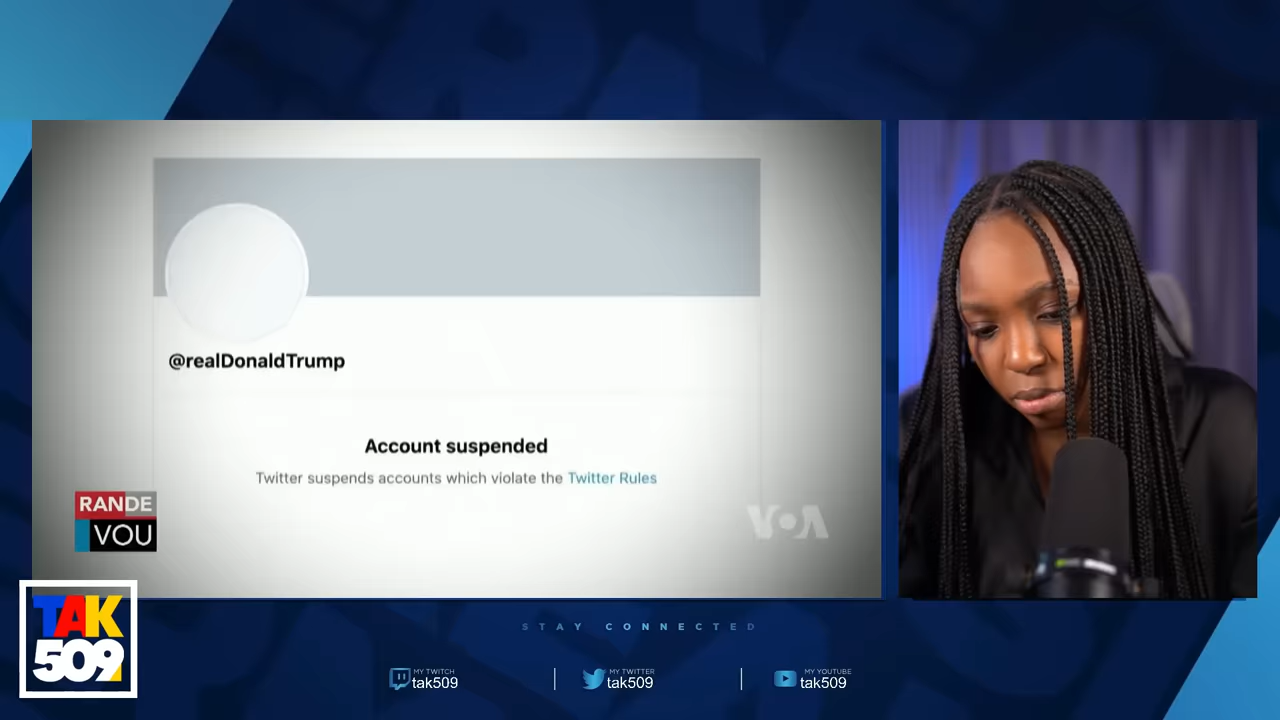 @realDonaldTrump
Account suspended
Twitter suspends accounts which violate the Twitter Rules
RANDE
VOU
VOA
TAK
509
STAY CONNECTED
MY TWITCH
tak509
MY TWITTER
tak509
MY YOUTUBE
tak509